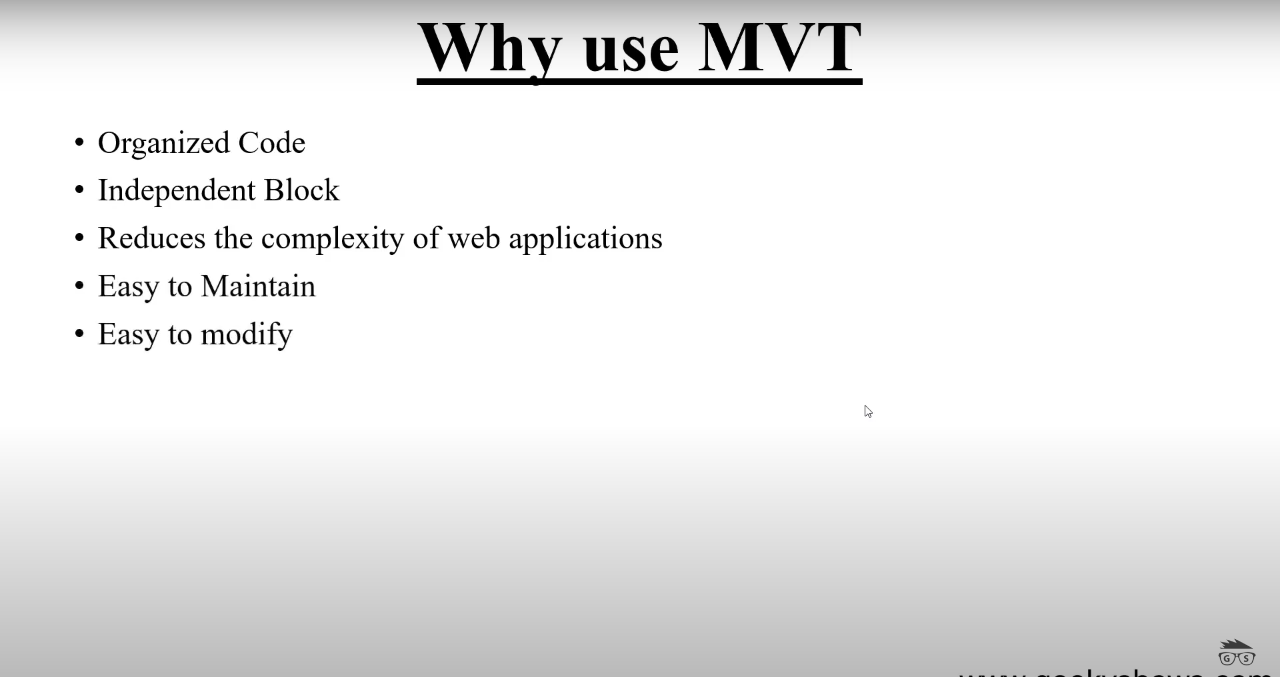 Why use MVT
• Organized Code
• Independent Block
• Reduces the complexity of web applications
• Easy to Maintain
• Easy to modify
G S
www.geekyshows.com